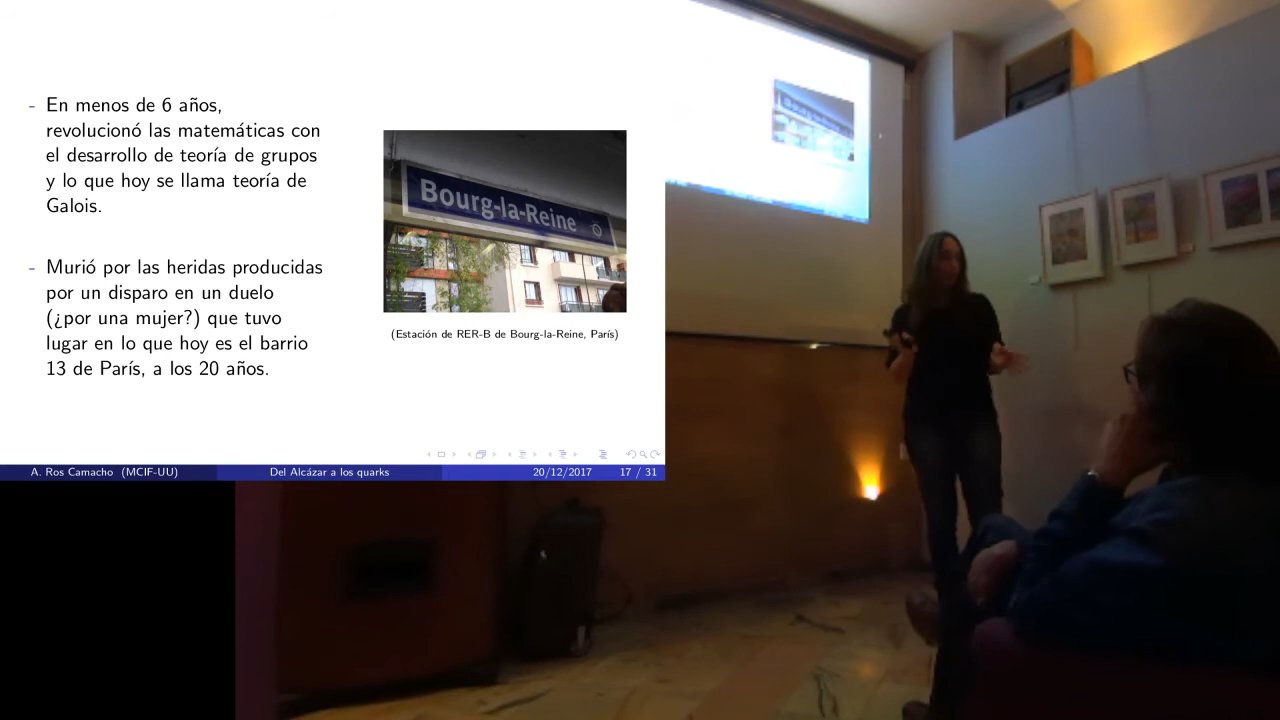 - En menos de 6 años,
revolucionó las matemáticas con
el desarrollo de teoría de grupos
y lo que hoy se llama teoría de
Galois.
- Murió por las heridas producidas
por un disparo en un duelo
(¿por una mujer?) que tuvo
lugar en lo que hoy es el barrio
13 de París, a los 20 años.
Bourg-la-Reine
(Estación de RER-B de Bourg-la-Reine, París)
A. Ros Camacho (MCIF-UU) Del Alcázar a los quarks 20/12/2017 17 / 31
Bourg-la-Reine